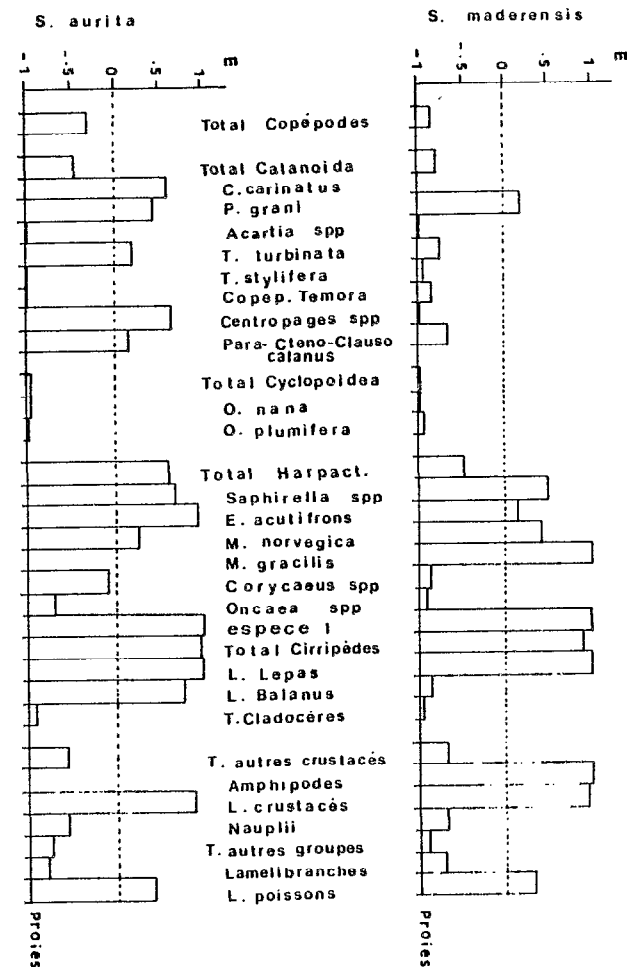 S. aurita
S. maderensis
-1 -.5 0 .5 1 E
-1 -.5 0 .5 1 E
Total Copépodes
Total Calanoida
C.carinatus
P. grani
Acartia spp
T. turbinata
T.stylifera
Copep.Temora
Centropages spp
Para-Cteno-Clauso
calanus
Total Cyclopoidea
O. nana
O. plumifera
Total Harpact.
Saphirella spp
E. acutifrons
M. norvegica
M. gracilis
Corycaeus spp
Oncaea spp
espece 1
Total Cirripèdes
L. Lepas
L. Balanus
T.Cladocères
T. autres crustacés
Amphipodes
L. crustacés
Nauplii
T. autres groupes
Lamelibranches
L. poissons
Proies
Proies